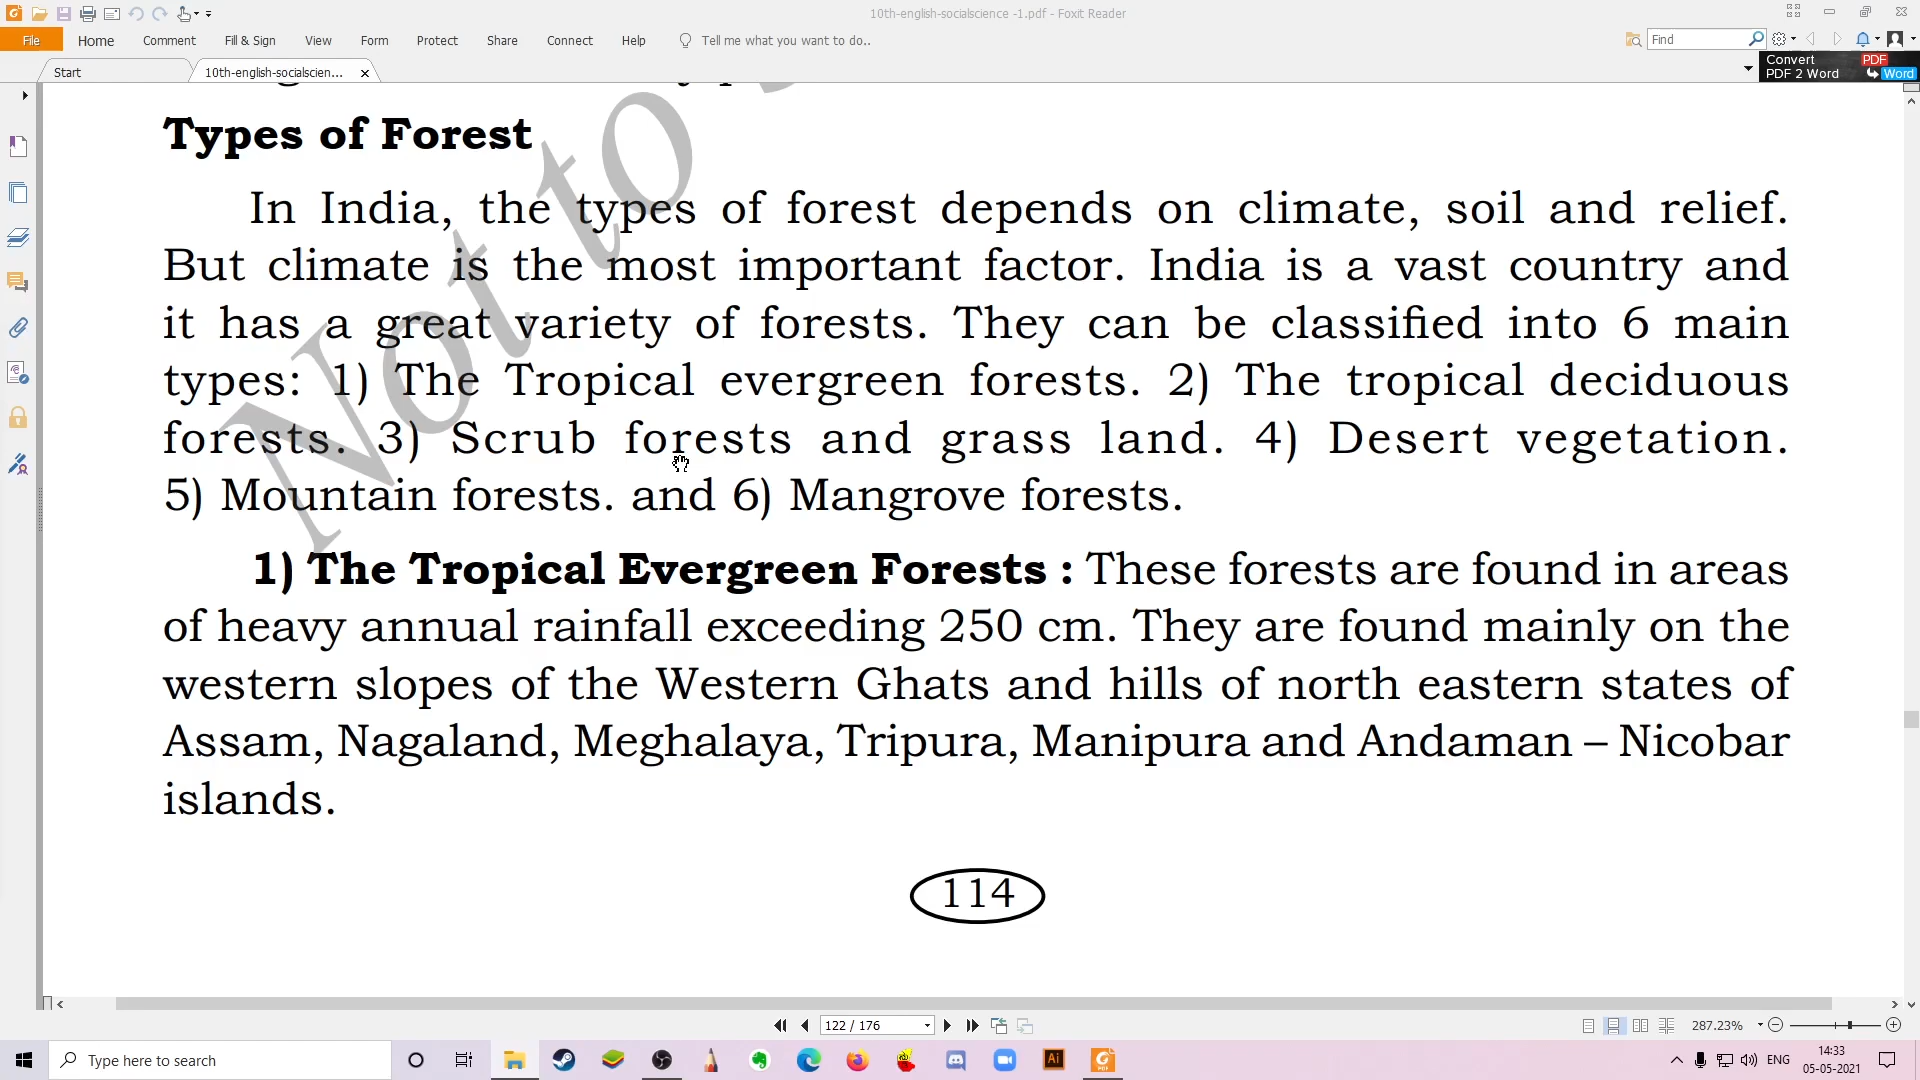 10th-english-socialscience -1.pdf - Foxit Reader
File Home Comment Fill & Sign View Form Protect Share Connect Help Tell me what you want to do.. Find
Start 10th-english-socialscien...
Convert PDF
PDF 2 Word Word
Not to
Types of Forest
In India, the types of forest depends on climate, soil and relief.
But climate is the most important factor. India is a vast country and
it has a great variety of forests. They can be classified into 6 main
types: 1) The Tropical evergreen forests. 2) The tropical deciduous
forests. 3) Scrub forests and grass land. 4) Desert vegetation.
5) Mountain forests. and 6) Mangrove forests.
1) The Tropical Evergreen Forests : These forests are found in areas
of heavy annual rainfall exceeding 250 cm. They are found mainly on the
western slopes of the Western Ghats and hills of north eastern states of
Assam, Nagaland, Meghalaya, Tripura, Manipura and Andaman – Nicobar
islands.
114
122 / 176 287.23%
Type here to search Ai ENG 14:33
05-05-2021